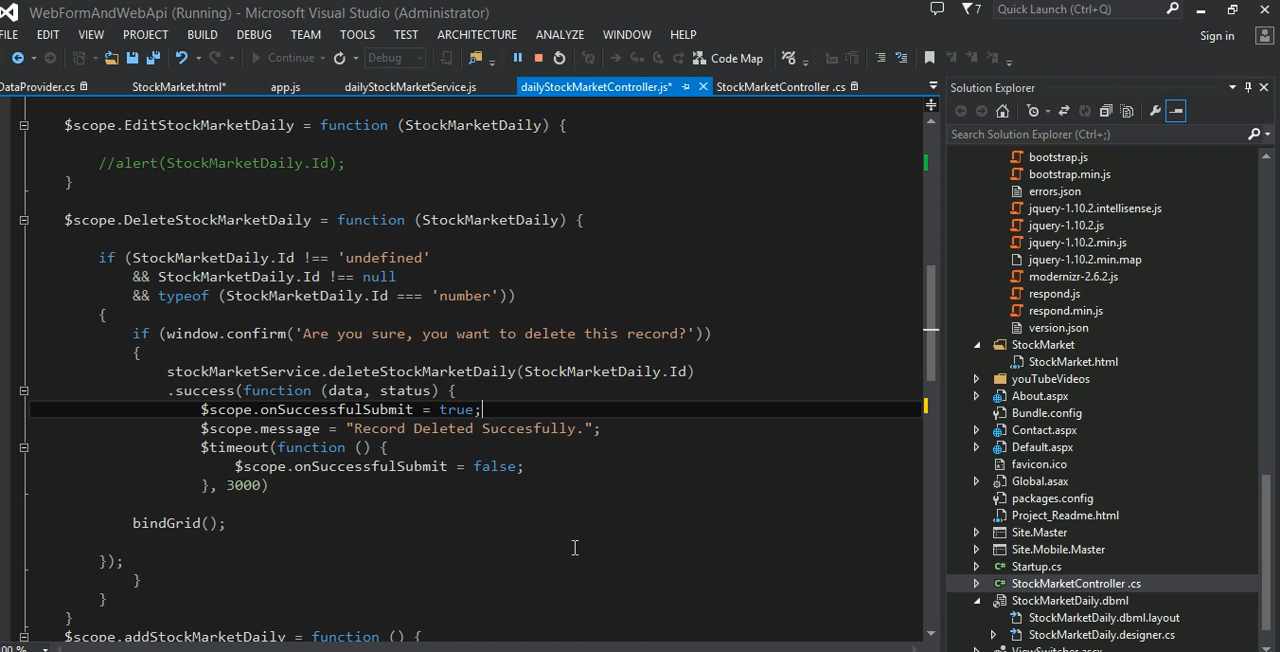 WebFormAndWebApi (Running) - Microsoft Visual Studio (Administrator)
7
Quick Launch (Ctrl+Q)
FILE EDIT VIEW PROJECT BUILD DEBUG TEAM TOOLS TEST ARCHITECTURE ANALYZE WINDOW HELP
Sign in
Continue Debug Code Map
DataProvider.cs StockMarket.html* app.js dailyStockMarketService.js dailyStockMarketController.js* StockMarketController .cs
$scope.EditStockMarketDaily = function (StockMarketDaily) {
//alert(StockMarketDaily.Id);
}
$scope.DeleteStockMarketDaily = function (StockMarketDaily) {
if (StockMarketDaily.Id !== 'undefined'
&& StockMarketDaily.Id !== null
&& typeof (StockMarketDaily.Id === 'number'))
{
if (window.confirm('Are you sure, you want to delete this record?'))
{
stockMarketService.deleteStockMarketDaily(StockMarketDaily.Id)
.success(function (data, status) {
$scope.onSuccessfulSubmit = true;
$scope.message = "Record Deleted Succesfully.";
$timeout(function () {
$scope.onSuccessfulSubmit = false;
}, 3000)
bindGrid();
});
}
}
}
$scope.addStockMarketDaily = function () {
Solution Explorer
Search Solution Explorer (Ctrl+;)
bootstrap.js
bootstrap.min.js
errors.json
jquery-1.10.2.intellisense.js
jquery-1.10.2.js
jquery-1.10.2.min.js
jquery-1.10.2.min.map
modernizr-2.6.2.js
respond.js
respond.min.js
version.json
StockMarket
StockMarket.html
youTubeVideos
About.aspx
Bundle.config
Contact.aspx
Default.aspx
favicon.ico
Global.asax
packages.config
Project_Readme.html
Site.Master
Site.Mobile.Master
Startup.cs
StockMarketController .cs
StockMarketDaily.dbml
StockMarketDaily.dbml.layout
StockMarketDaily.designer.cs
ViewSwitcher.ascx